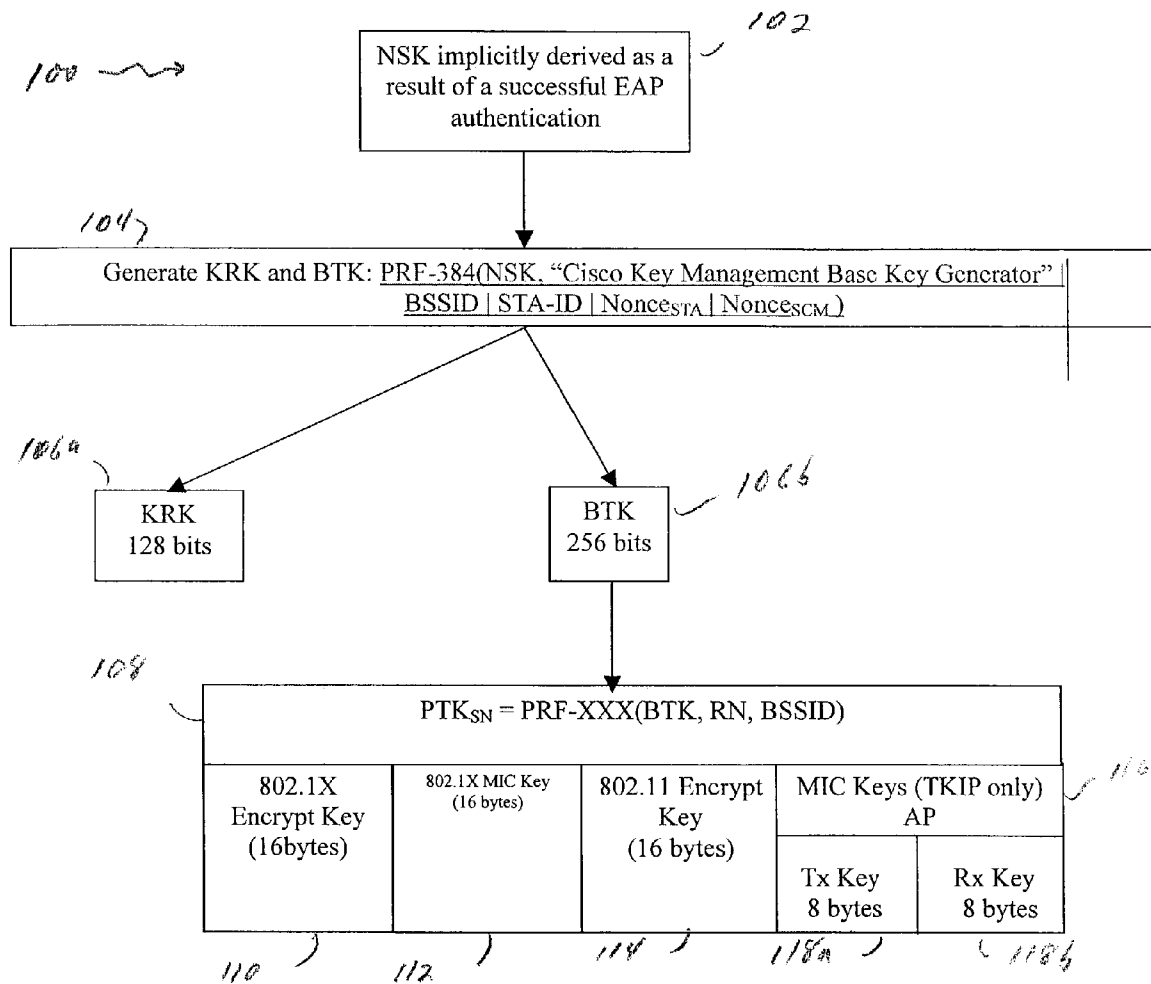 102
100
NSK implicitly derived as a
result of a successful EAP
authentication
104
Generate KRK and BTK: PRF-384(NSK, “Cisco Key Management Base Key Generator” |
BSSID | STA-ID | NonceSTA | NonceSCM )
106a
KRK
128 bits
106b
BTK
256 bits
108
PTKSN = PRF-XXX(BTK, RN, BSSID)
802.1X
Encrypt Key
(16bytes)
802.1X MIC Key
(16 bytes)
802.11 Encrypt
Key
(16 bytes)
MIC Keys (TKIP only)
AP
116
Tx Key
8 bytes
Rx Key
8 bytes
110
112
114
118a
118b